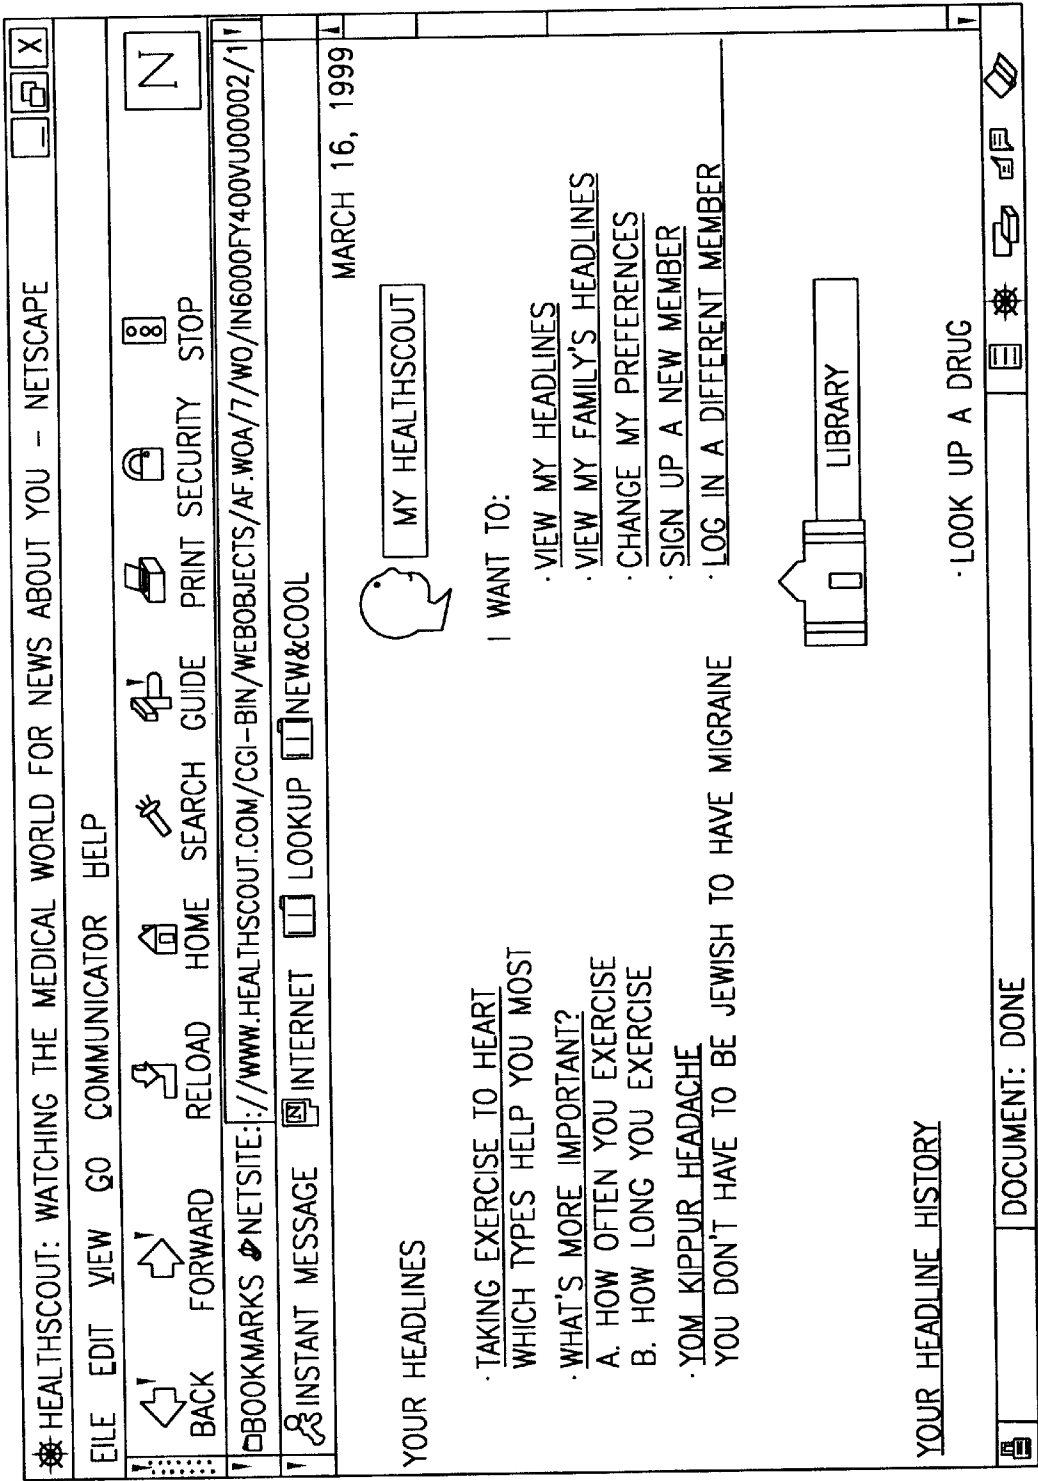 HEALTHSCOUT: WATCHING THE MEDICAL WORLD FOR NEWS ABOUT YOU – NETSCAPE
X
EILE EDIT VIEW GO COMMUNICATOR HELP
BACK FORWARD RELOAD HOME SEARCH GUIDE PRINT SECURITY STOP
N
BOOKMARKS NETSITE: ://WWW.HEALTHSCOUT.COM/CGI-BIN/WEBOBJECTS/AF.WOA/7/WO/IN6000FY400VU00002/1
INSTANT MESSAGE N INTERNET LOOKUP NEW&COOL
MARCH 16, 1999
YOUR HEADLINES
· TAKING EXERCISE TO HEART
WHICH TYPES HELP YOU MOST
· WHAT'S MORE IMPORTANT?
A. HOW OFTEN YOU EXERCISE
B. HOW LONG YOU EXERCISE
· YOM KIPPUR HEADACHE
YOU DON'T HAVE TO BE JEWISH TO HAVE MIGRAINE
YOUR HEADLINE HISTORY
MY HEALTHSCOUT
I WANT TO:
· VIEW MY HEADLINES
· VIEW MY FAMILY'S HEADLINES
· CHANGE MY PREFERENCES
· SIGN UP A NEW MEMBER
· LOG IN A DIFFERENT MEMBER
LIBRARY
· LOOK UP A DRUG
DOCUMENT: DONE